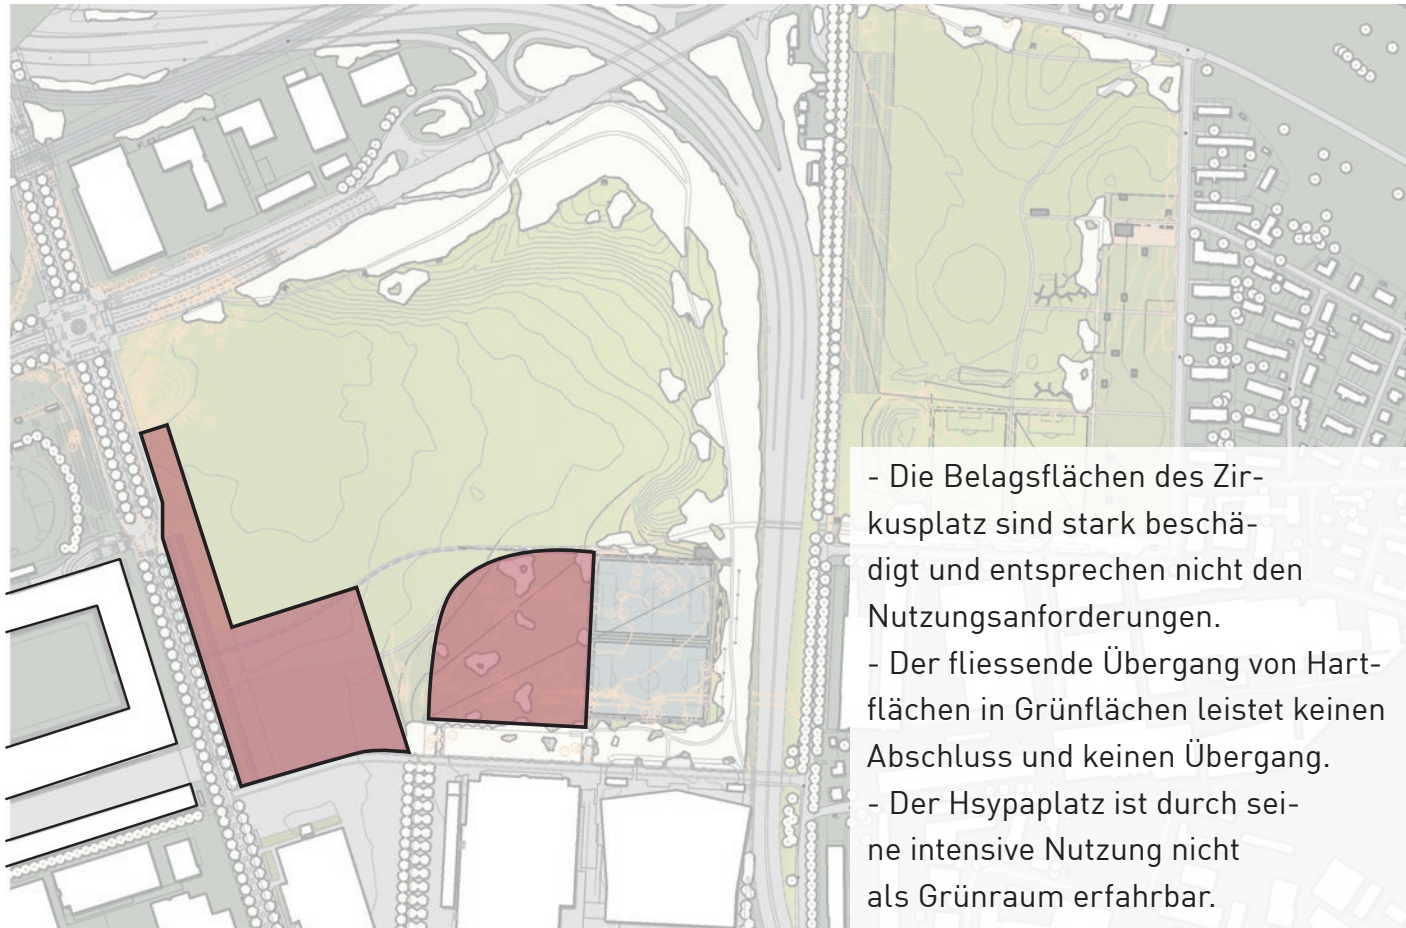 - Die Belagsflächen des Zir-
kusplatz sind stark beschä-
digt und entsprechen nicht den
Nutzungsanforderungen.
- Der fliessende Übergang von Hart-
flächen in Grünflächen leistet keinen
Abschluss und keinen Übergang.
- Der Hsypaplatz ist durch sei-
ne intensive Nutzung nicht
als Grünraum erfahrbar.